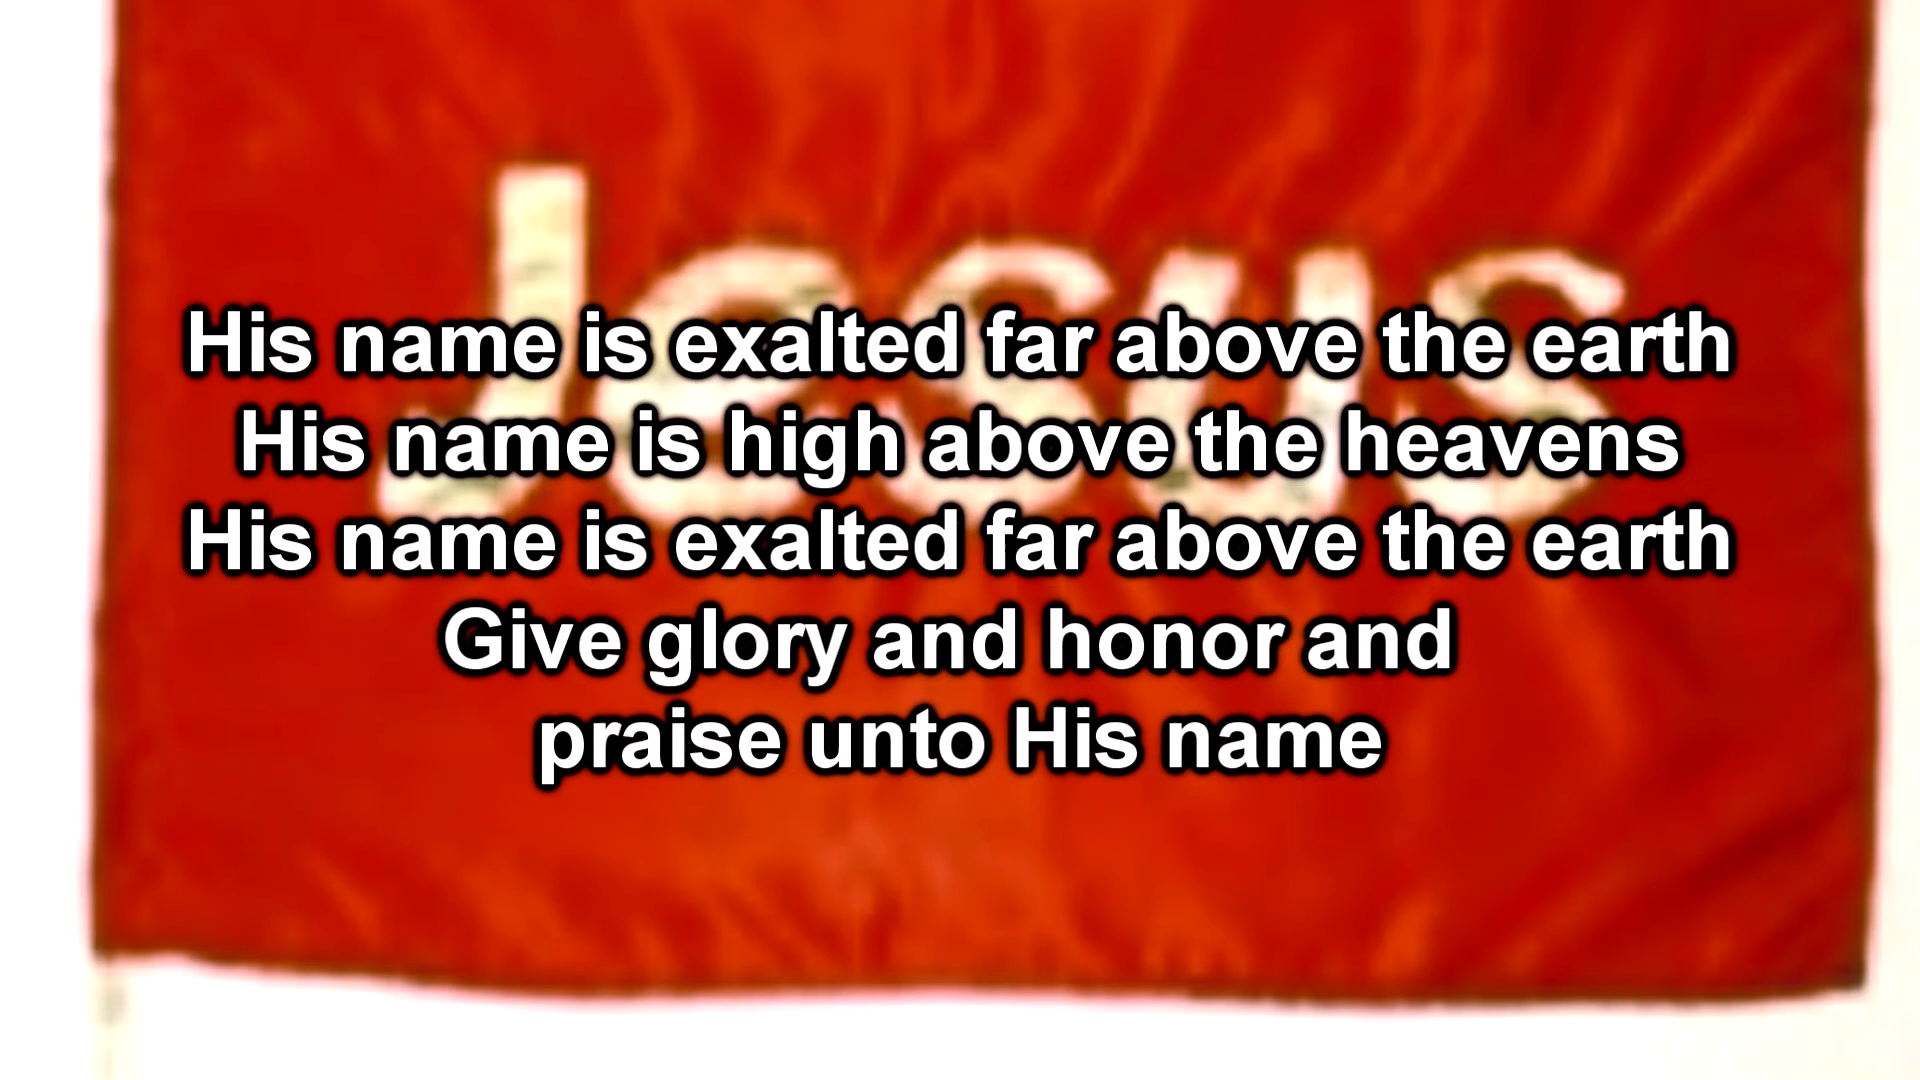 Jesus
His name is exalted far above the earth
His name is high above the heavens
His name is exalted far above the earth
Give glory and honor and
praise unto His name